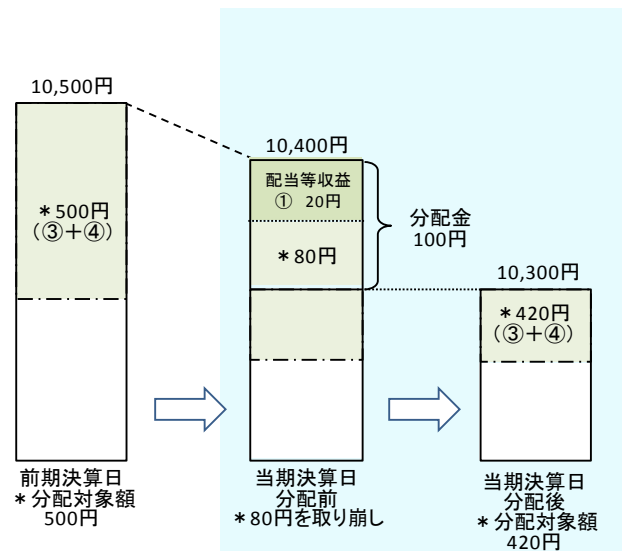 10,500円
＊500円
（③＋④）
前期決算日
＊分配対象額
500円
10,400円
配当等収益
① 20円
＊80円
分配金
100円
当期決算日
分配前
＊80円を取り崩し
10,300円
＊420円
（③＋④）
当期決算日
分配後
＊分配対象額
420円